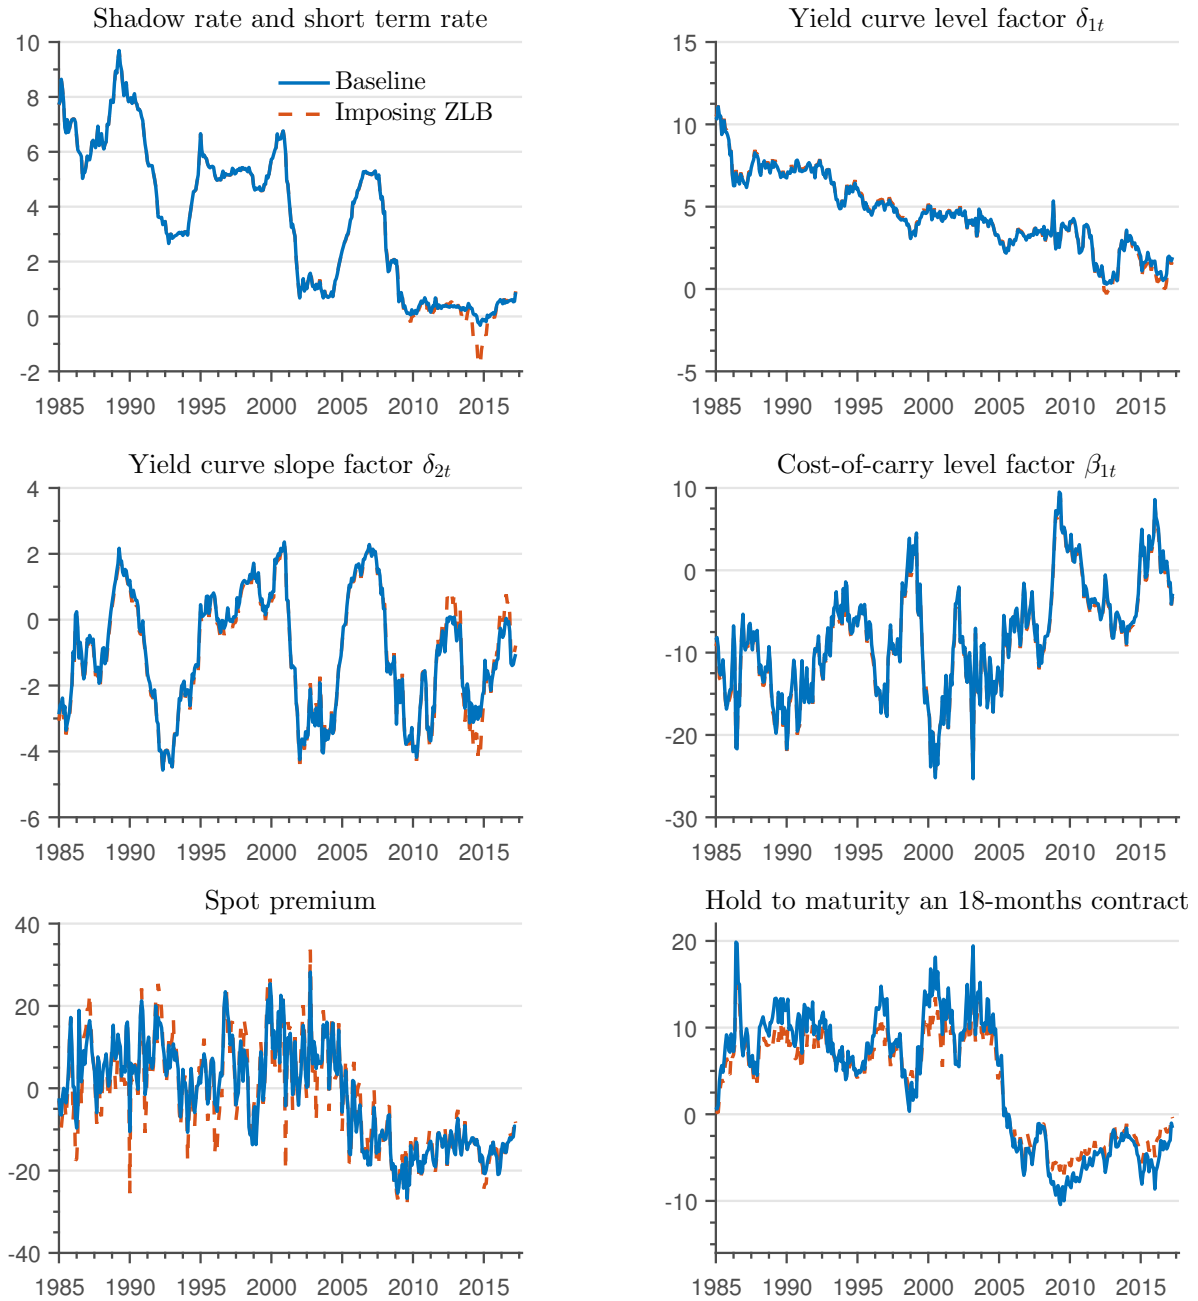 Shadow rate and short term rate
10
8
6
4
2
0
-2
Baseline
Imposing ZLB
1985 1990 1995 2000 2005 2010 2015
Yield curve level factor δ1t
15
10
5
0
-5
1985 1990 1995 2000 2005 2010 2015
Yield curve slope factor δ2t
4
2
0
-2
-4
-6
1985 1990 1995 2000 2005 2010 2015
Cost-of-carry level factor β1t
10
0
-10
-20
-30
1985 1990 1995 2000 2005 2010 2015
Spot premium
40
20
0
-20
-40
1985 1990 1995 2000 2005 2010 2015
Hold to maturity an 18-months contract
20
10
0
-10
1985 1990 1995 2000 2005 2010 2015